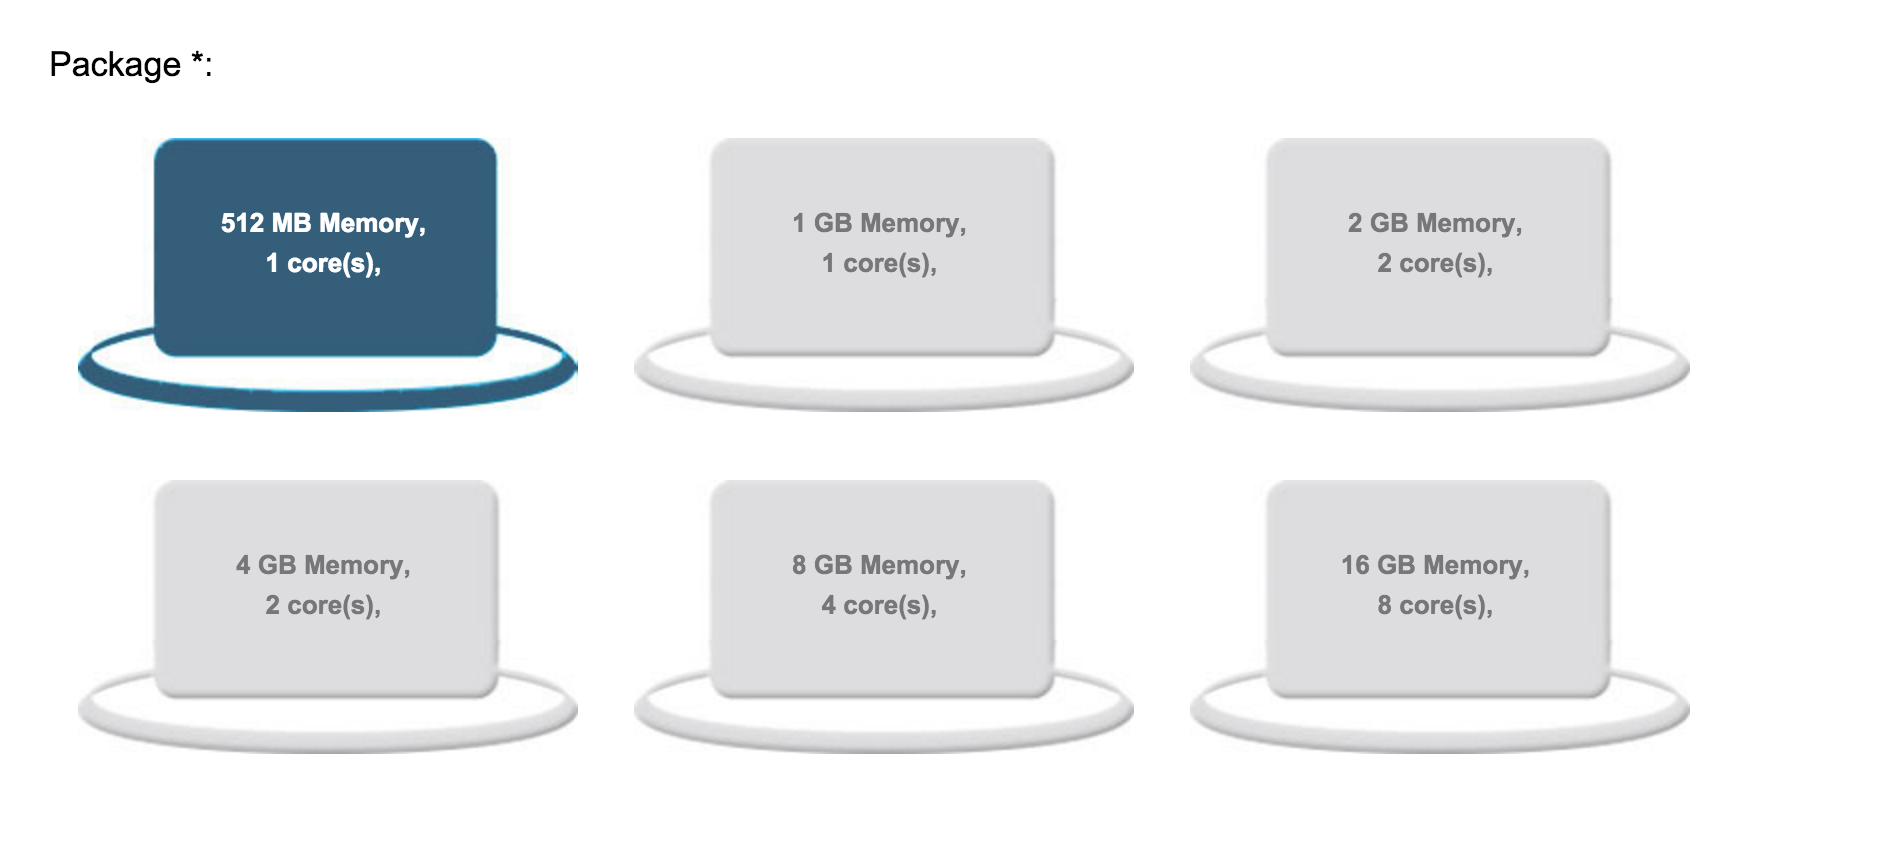 Package *:
512 MB Memory,
1 core(s),
1 GB Memory,
1 core(s),
2 GB Memory,
2 core(s),
4 GB Memory,
2 core(s),
8 GB Memory,
4 core(s),
16 GB Memory,
8 core(s),